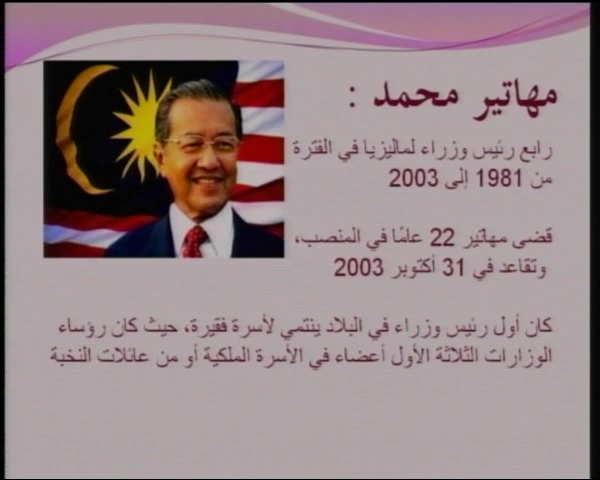 مهاتير محمد :
رابع رئيس وزراء لماليزيا في الفترة
من 1981 إلى 2003
قضى مهاتير 22 عامًا في المنصب،
وتقاعد في 31 أكتوبر 2003
كان أول رئيس وزراء في البلاد ينتمي لأسرة فقيرة، حيث كان رؤساء
الوزارات الثلاثة الأول أعضاء في الأسرة الملكية أو من عائلات النخبة